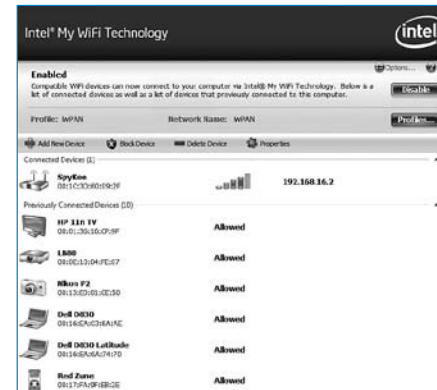 Intel® My WiFi Technology
intel
Options...
Enabled
Compatible WiFi devices can now connect to your computer via Intel® My WiFi Technology. Below is a
list of connected devices as well as a list of devices that previously connected to this computer.
Disable
Profile: WPAN Network Name: WPAN Profiles...
Add New Device Block Device Delete Device Properties
Connected Devices (1)
SpyKee 192.168.16.2
Previously Connected Devices (10)
HP 11n TV Allowed
Allowed
Nikon P2 Allowed
Dell D830 Allowed
Dell D830 Latitude Allowed
Red Zune Allowed